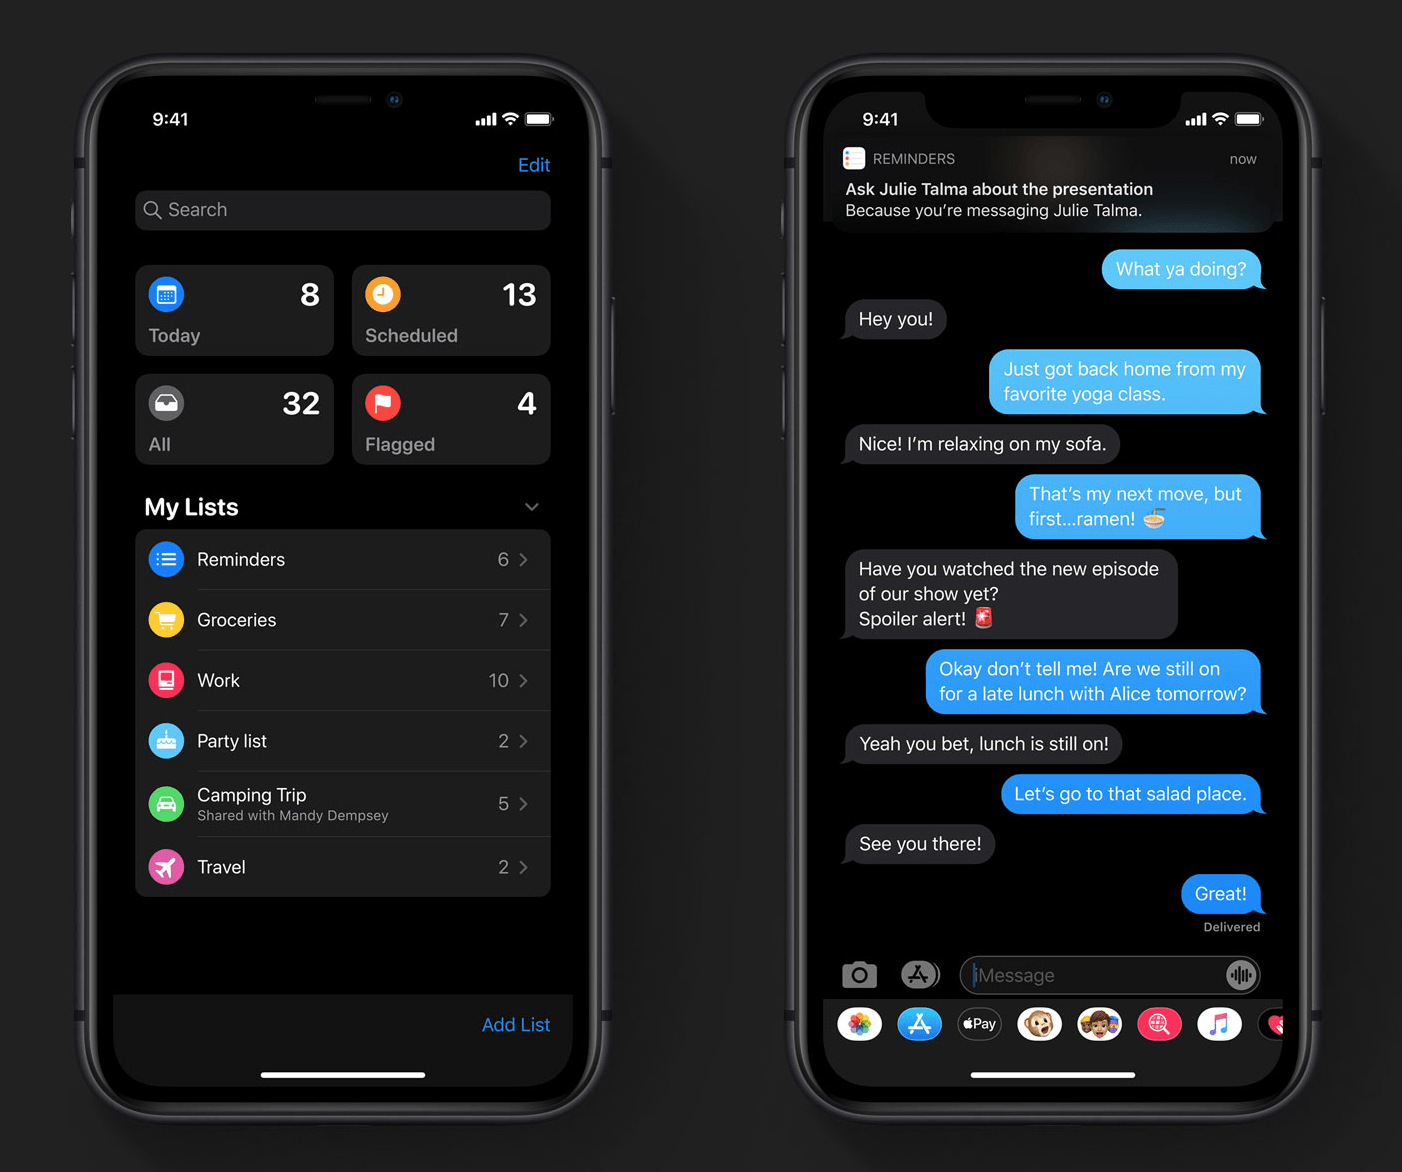 9:41
Edit
Search
8
Today
13
Scheduled
32
All
4
Flagged
My Lists
Reminders 6
Groceries 7
Work 10
Party list 2
Camping Trip
Shared with Mandy Dempsey
5
Travel 2
Add List
9:41
REMINDERS now
Ask Julie Talma about the presentation
Because you’re messaging Julie Talma.
What ya doing?
Hey you!
Just got back home from my
favorite yoga class.
Nice! I’m relaxing on my sofa.
That’s my next move, but
first...ramen! 🍜
Have you watched the new episode
of our show yet?
Spoiler alert! 🚨
Okay don’t tell me! Are we still on
for a late lunch with Alice tomorrow?
Yeah you bet, lunch is still on!
Let’s go to that salad place.
See you there!
Great!
Delivered
iMessage
Pay